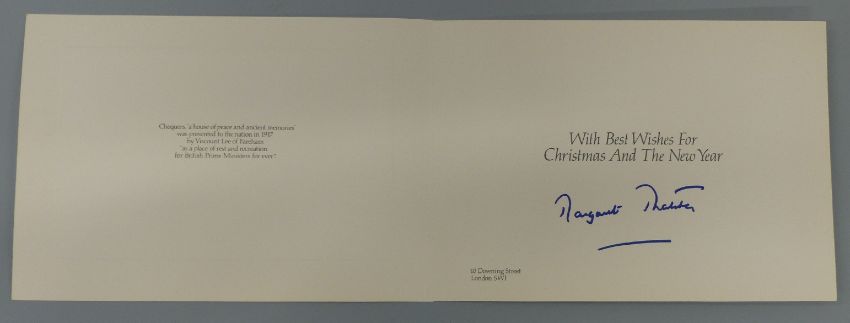 Chequers, 'a house of peace and ancient memories'
was presented to the nation in 1917
by Viscount Lee of Fareham
"as a place of rest and recreation
for British Prime Ministers for ever."
With Best Wishes For
Christmas And The New Year
Margaret Thatcher
10 Downing Street
London SW1